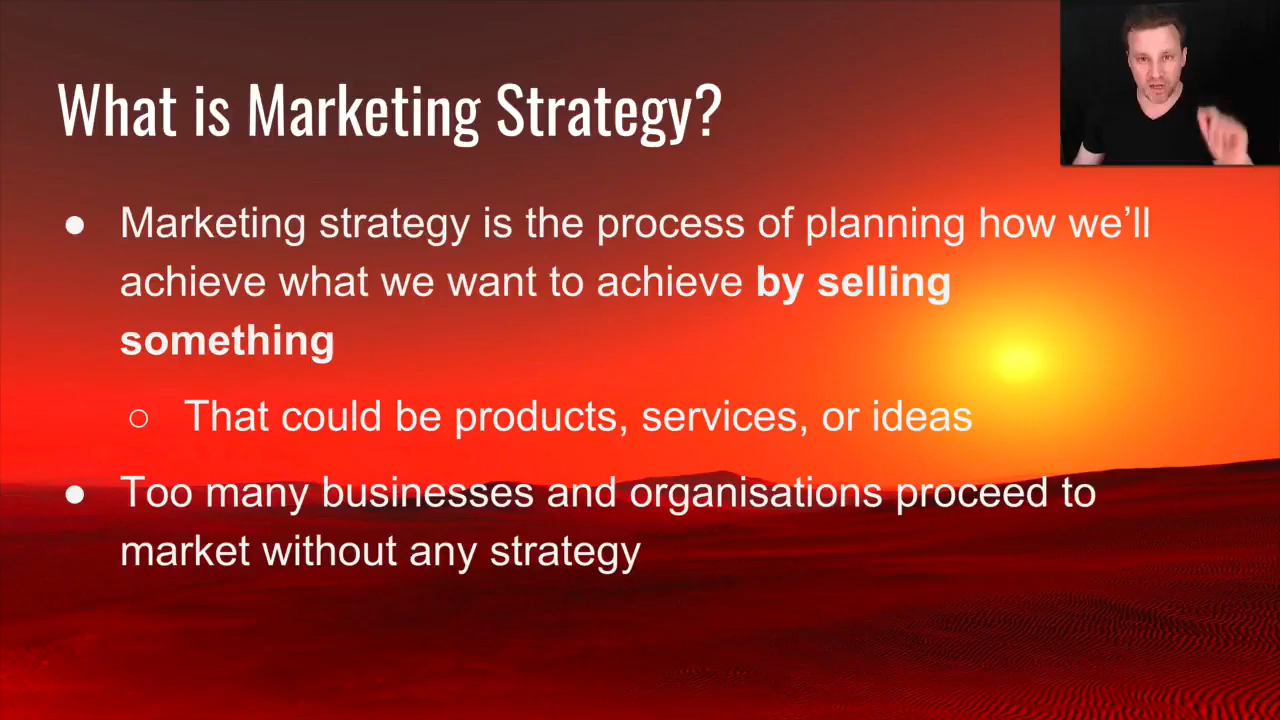 What is Marketing Strategy?
● Marketing strategy is the process of planning how we’ll
achieve what we want to achieve by selling
something
○ That could be products, services, or ideas
● Too many businesses and organisations proceed to
market without any strategy